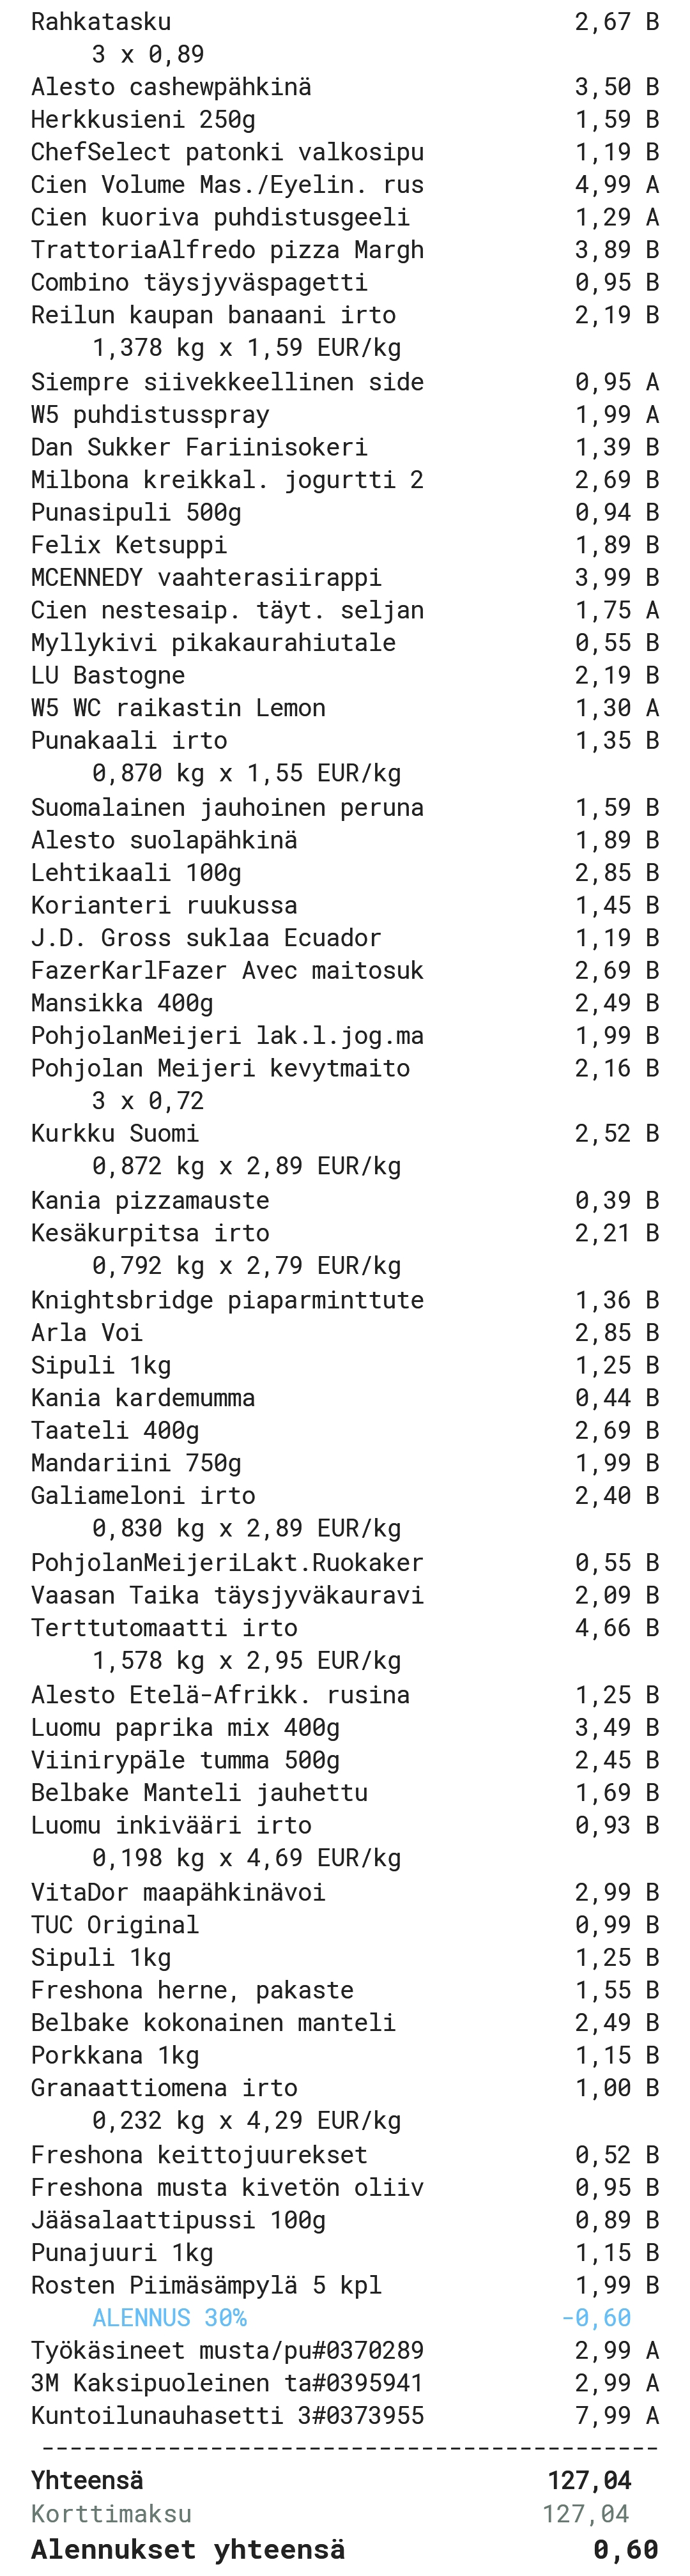 Rahkatasku 2,67 B
3 x 0,89
Alesto cashewpähkinä 3,50 B
Herkkusieni 250g 1,59 B
ChefSelect patonki valkosipu 1,19 B
Cien Volume Mas./Eyelin. rus 4,99 A
Cien kuoriva puhdistusgeeli 1,29 A
TrattoriaAlfredo pizza Margh 3,89 B
Combino täysjyväspagetti 0,95 B
Reilun kaupan banaani irto 2,19 B
1,378 kg x 1,59 EUR/kg
Siempre siivekkeellinen side 0,95 A
W5 puhdistusspray 1,99 A
Dan Sukker Fariinisokeri 1,39 B
Milbona kreikkal. jogurtti 2 2,69 B
Punasipuli 500g 0,94 B
Felix Ketsuppi 1,89 B
MCENNEDY vaahterasiirappi 3,99 B
Cien nestesaip. täyt. seljan 1,75 A
Myllykivi pikakaurahiutale 0,55 B
LU Bastogne 2,19 B
W5 WC raikastin Lemon 1,30 A
Punakaali irto 1,35 B
0,870 kg x 1,55 EUR/kg
Suomalainen jauhoinen peruna 1,59 B
Alesto suolapähkinä 1,89 B
Lehtikaali 100g 2,85 B
Korianteri ruukussa 1,45 B
J.D. Gross suklaa Ecuador 1,19 B
FazerKarlFazer Avec maitosuk 2,69 B
Mansikka 400g 2,49 B
PohjolanMeijeri lak.l.jog.ma 1,99 B
Pohjolan Meijeri kevytmaito 2,16 B
3 x 0,72
Kurkku Suomi 2,52 B
0,872 kg x 2,89 EUR/kg
Kania pizzamauste 0,39 B
Kesäkurpitsa irto 2,21 B
0,792 kg x 2,79 EUR/kg
Knightsbridge piaparminttute 1,36 B
Arla Voi 2,85 B
Sipuli 1kg 1,25 B
Kania kardemumma 0,44 B
Taateli 400g 2,69 B
Mandariini 750g 1,99 B
Galiameloni irto 2,40 B
0,830 kg x 2,89 EUR/kg
PohjolanMeijeriLakt.Ruokaker 0,55 B
Vaasan Taika täysjyväkauravi 2,09 B
Terttutomaatti irto 4,66 B
1,578 kg x 2,95 EUR/kg
Alesto Etelä-Afrikk. rusina 1,25 B
Luomu paprika mix 400g 3,49 B
Viinirypäle tumma 500g 2,45 B
Belbake Manteli jauhettu 1,69 B
Luomu inkivääri irto 0,93 B
0,198 kg x 4,69 EUR/kg
VitaDor maapähkinävoi 2,99 B
TUC Original 0,99 B
Sipuli 1kg 1,25 B
Freshona herne, pakaste 1,55 B
Belbake kokonainen manteli 2,49 B
Porkkana 1kg 1,15 B
Granaattiomena irto 1,00 B
0,232 kg x 4,29 EUR/kg
Freshona keittojuurekset 0,52 B
Freshona musta kivetön oliiv 0,95 B
Jääsalaattipussi 100g 0,89 B
Punajuuri 1kg 1,15 B
Rosten Piimäsämpylä 5 kpl 1,99 B
ALENNUS 30% -0,60
Työkäsineet musta/pu#0370289 2,99 A
3M Kaksipuoleinen ta#0395941 2,99 A
Kuntoilunauhasetti 3#0373955 7,99 A
--------------------------------------------
Yhteensä 127,04
Korttimaksu 127,04
Alennukset yhteensä 0,60